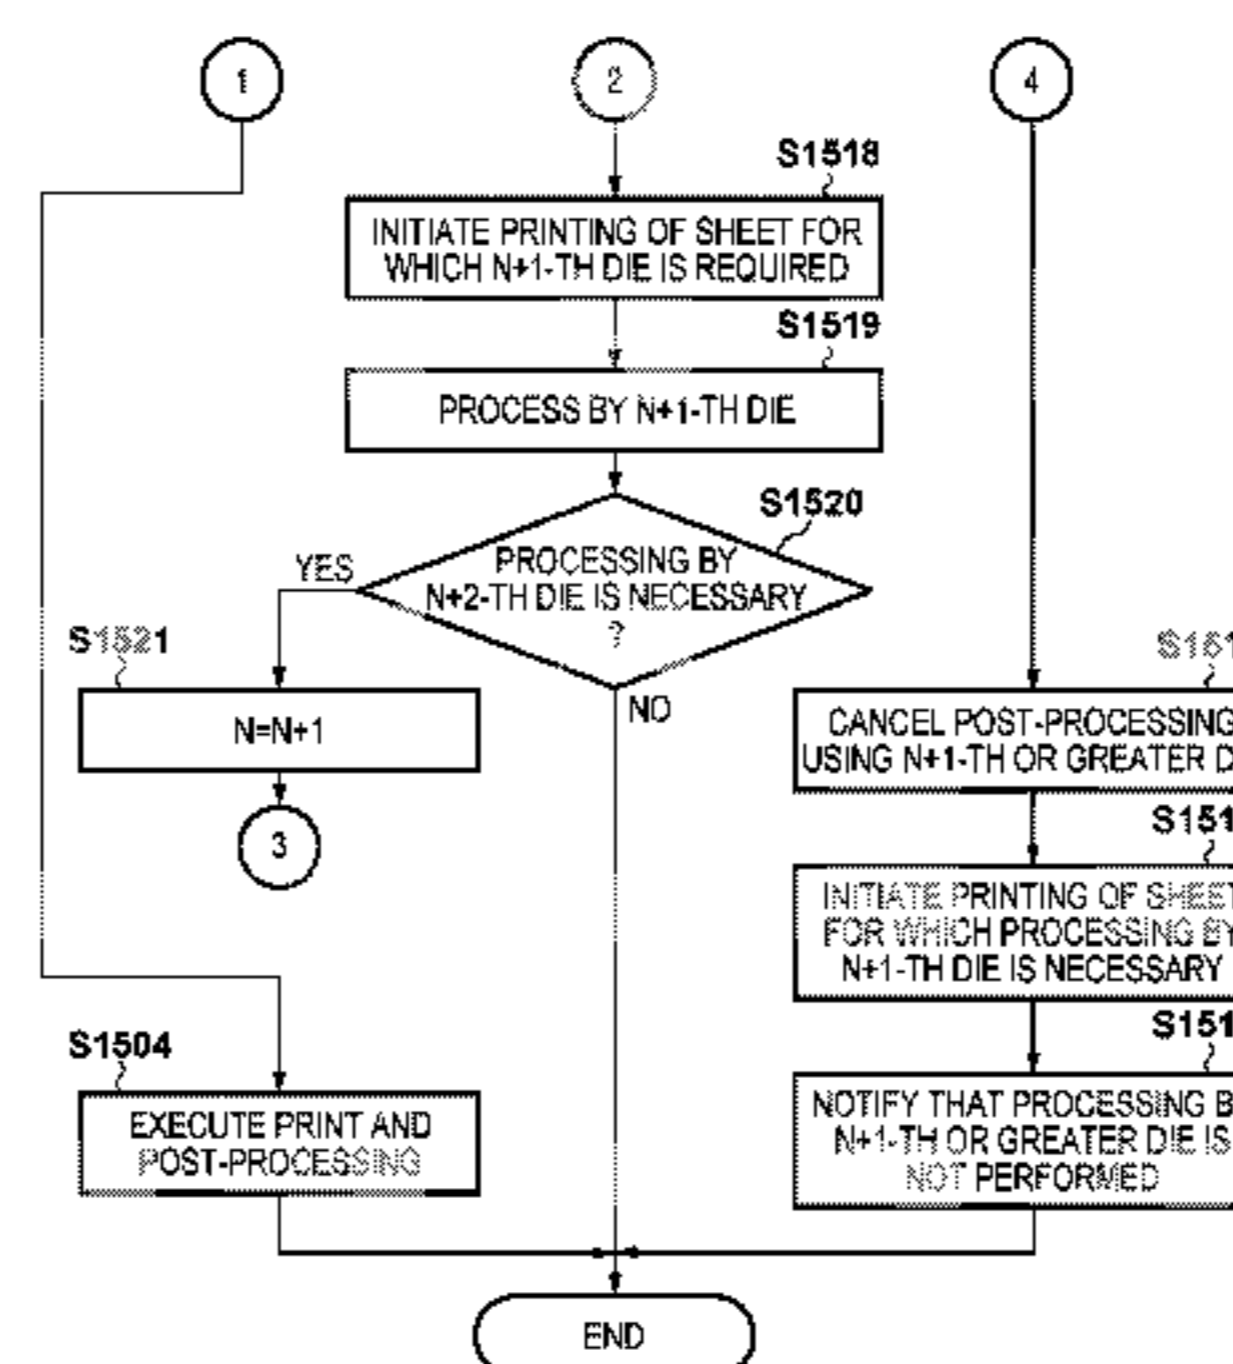 1
2
4
S1518
INITIATE PRINTING OF SHEET FOR
WHICH N+1-TH DIE IS REQUIRED
S1519
PROCESS BY N+1-TH DIE
S1520
PROCESSING BY
N+2-TH DIE IS NECESSARY
?
YES
NO
S1521
N=N+1
3
S1504
EXECUTE PRINT AND
POST-PROCESSING
CANCEL POST-PROCESSING
USING N+1-TH OR GREATER
INITIATE PRINTING OF SHEET
FOR WHICH PROCESSING BY
N+1-TH DIE IS NECESSARY
NOTIFY THAT PROCESSING
N+1-TH OR GREATER DIE IS
NOT PERFORMED
END